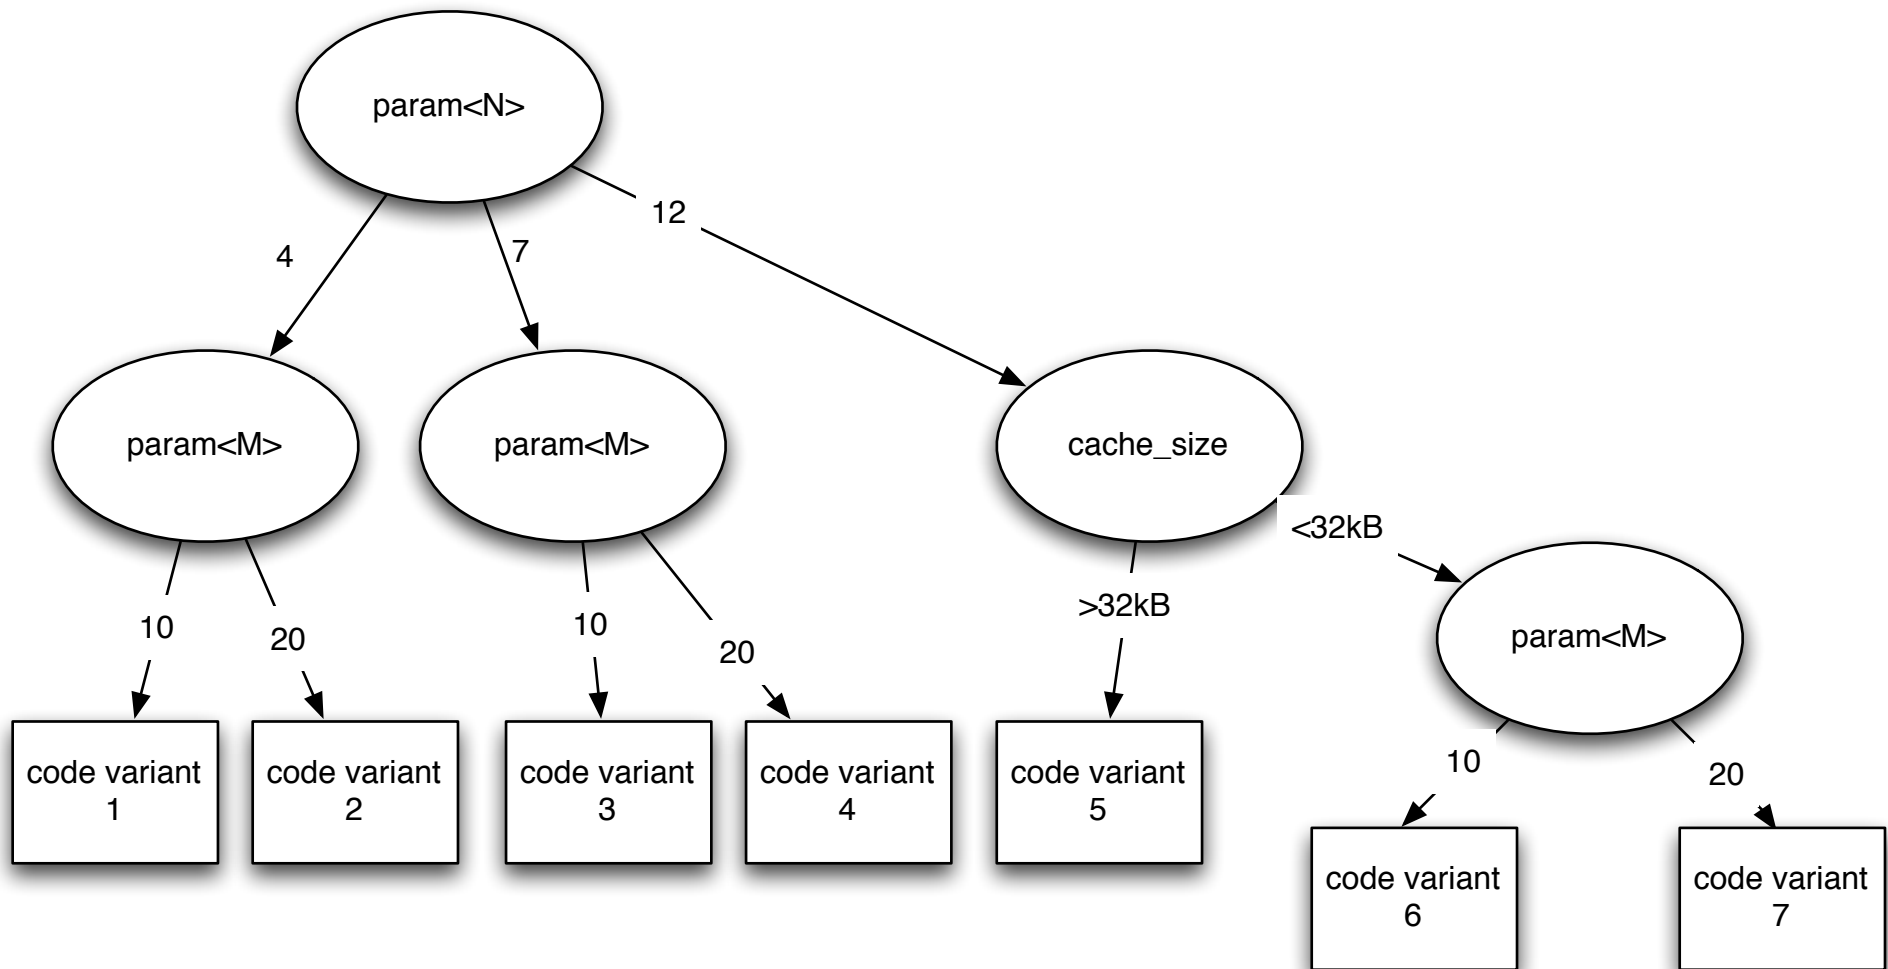 param<N>
4
7
12
param<M>
param<M>
cache_size
<32kB
>32kB
param<M>
10
20
10
20
code variant
1
code variant
2
code variant
3
code variant
4
code variant
5
10
20
code variant
6
code variant
7